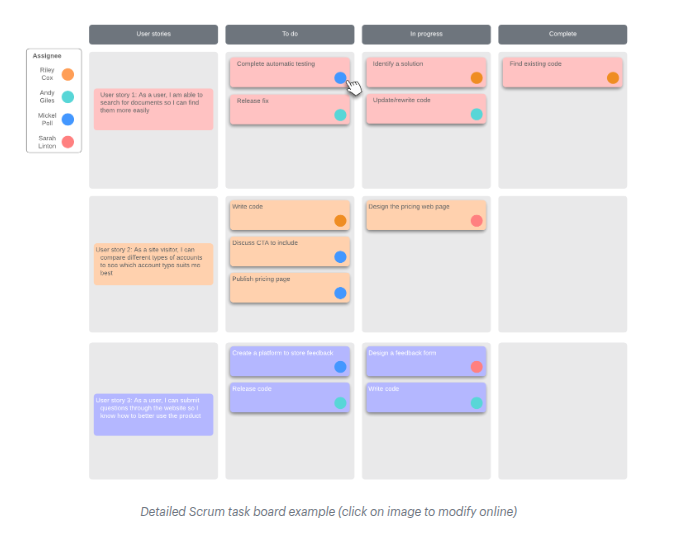 User stories
To do
In progress
Complete
Assignee
Riley
Cox
Andy
Giles
Mickel
Poll
Sarah
Linton
User story 1: As a user, I am able to
search for documents so I can find
them more easily
Complete automatic testing
Release fix
Identify a solution
Update/rewrite code
Find existing code
User story 2: As a site visitor, I can
compare different types of accounts
to see which account type suits me
best
Write code
Discuss CTA to include
Publish pricing page
Design the pricing web page
User story 3: As a user, I can submit
questions through the website so I
know how to better use the product
Create a platform to store feedback
Release code
Design a feedback form
Write code
Detailed Scrum task board example (click on image to modify online)